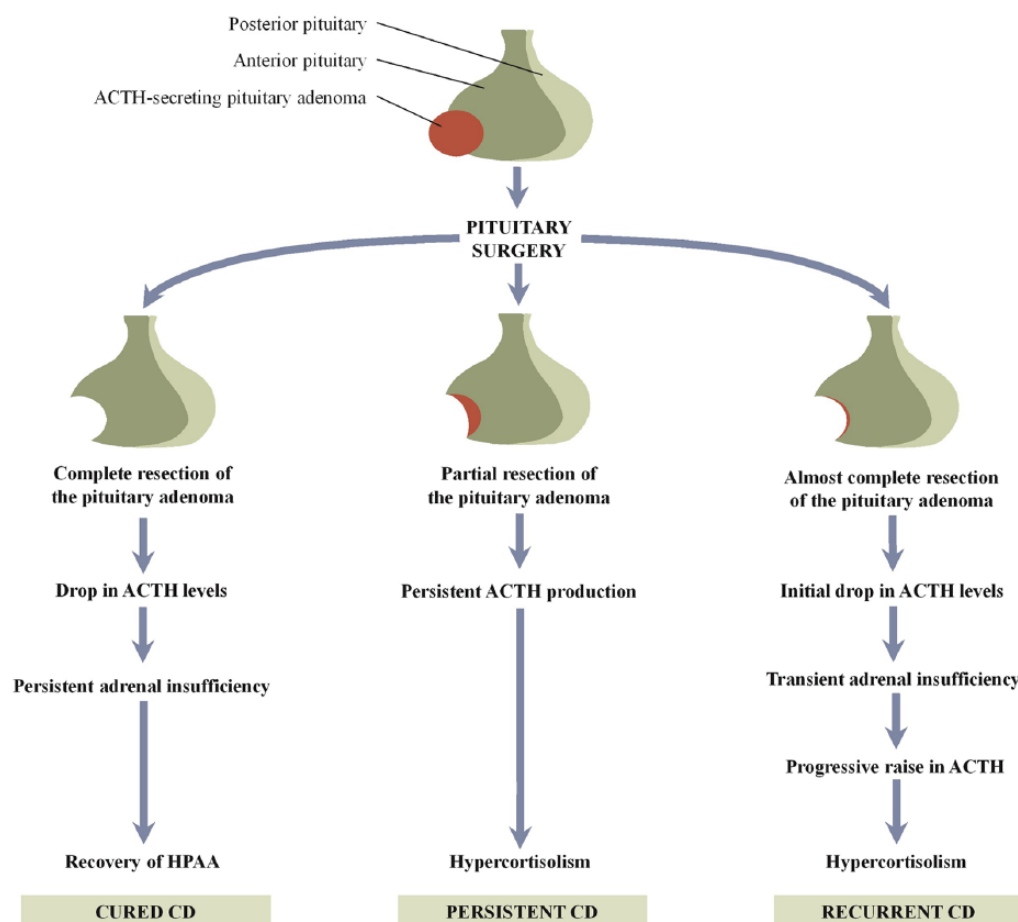 Posterior pituitary
Anterior pituitary
ACTH-secreting pituitary adenoma
PITUITARY
SURGERY
Complete resection of
the pituitary adenoma
Drop in ACTH levels
Persistent adrenal insufficiency
Recovery of HPAA
CURED CD
Partial resection of
the pituitary adenoma
Persistent ACTH production
Hypercortisolism
PERSISTENT CD
Almost complete resection
of the pituitary adenoma
Initial drop in ACTH levels
Transient adrenal insufficiency
Progressive raise in ACTH
Hypercortisolism
RECURRENT CD